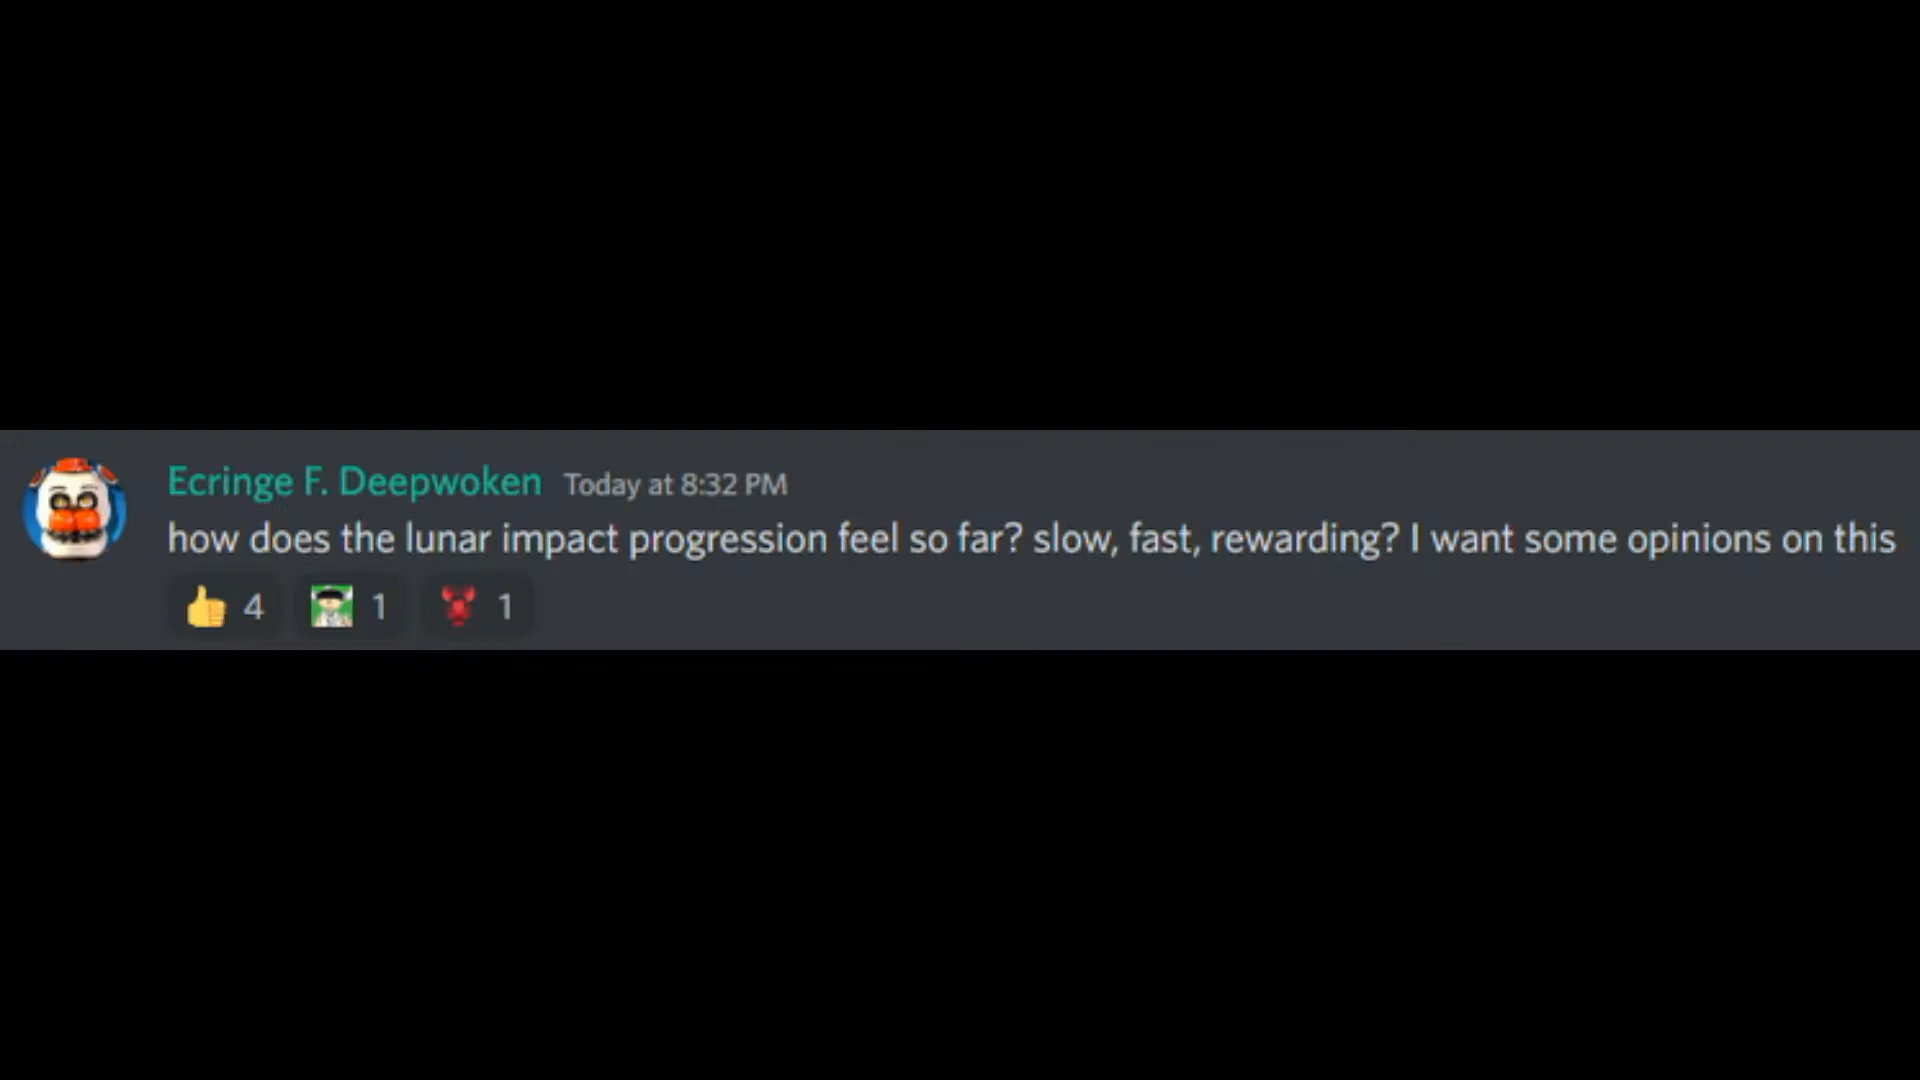 Ecringe F. Deepwoken Today at 8:32 PM
how does the lunar impact progression feel so far? slow, fast, rewarding? I want some opinions on this
4 1 1